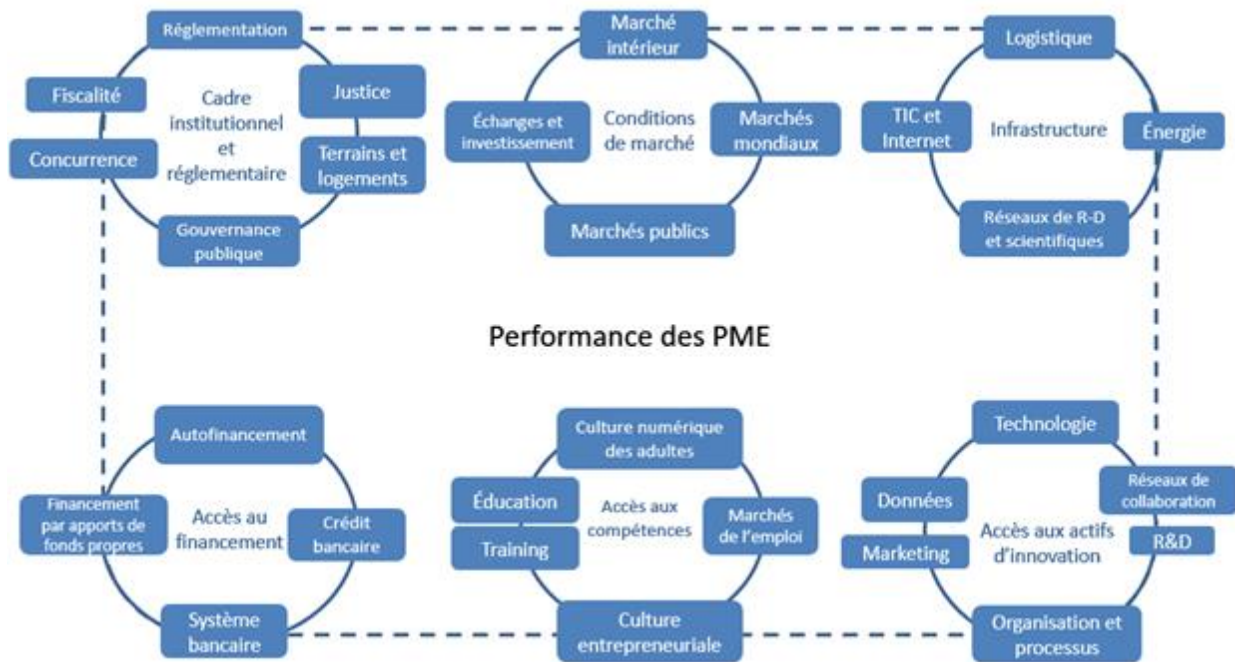 Réglementation
Fiscalité
Justice
Cadre
institutionnel
et
réglementaire
Concurrence
Terrains et
logements
Gouvernance
publique
Marché
intérieur
Échanges et
investissement
Conditions
de marché
Marchés
mondiaux
Marchés publics
Logistique
TIC et
Internet
Infrastructure
Énergie
Réseaux de R-D
et scientifiques
Performance des PME
Autofinancement
Financement
par apports de
fonds propres
Accès au
financement
Crédit
bancaire
Système
bancaire
Culture numérique
des adultes
Éducation
Training
Accès aux
compétences
Marchés
de l'emploi
Culture
entrepreneuriale
Technologie
Données
Réseaux de
collaboration
Marketing
Accès aux actifs
d'innovation
R&D
Organisation et
processus